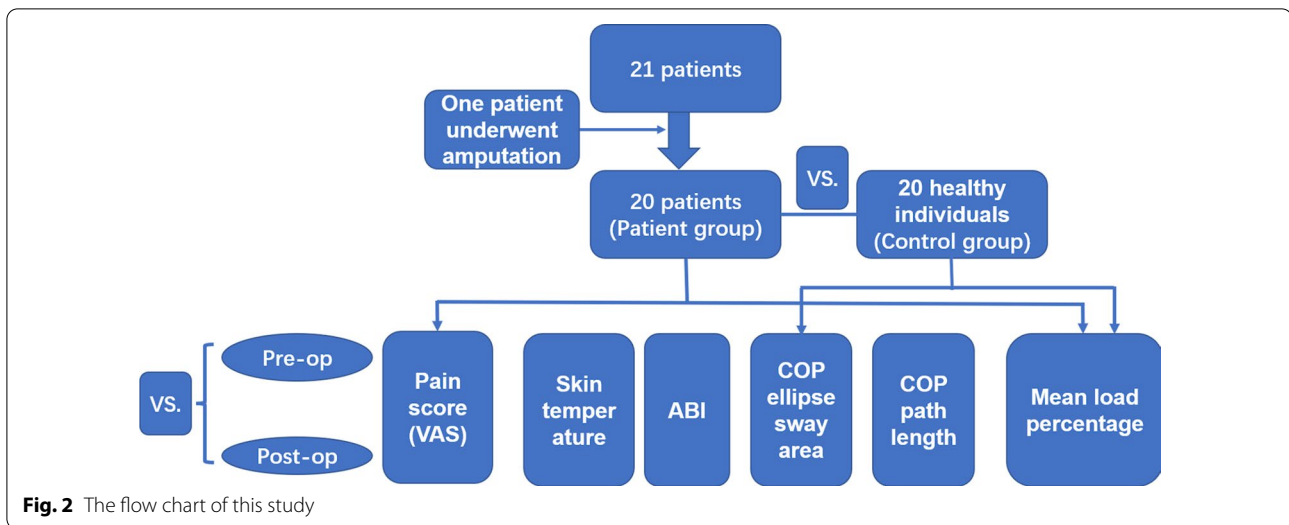 21 patients
One patient
underwent
amputation
VS.
20 patients
(Patient group)
20 healthy
individuals
(Control group)
VS.
Pre-op
Post-op
Pain
score
(VAS)
Skin
temper
ature
ABI
COP
ellipse
sway
area
COP
path
length
Mean load
percentage
Fig. 2 The flow chart of this study